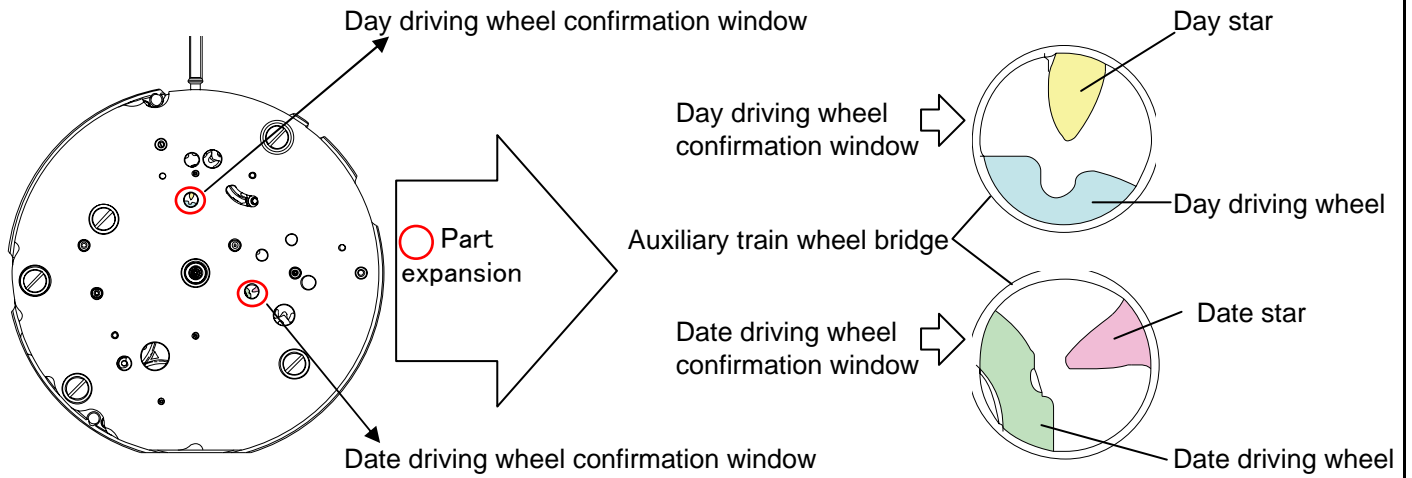 Day driving wheel confirmation window
Day star
Day driving wheel
confirmation window
Part
expansion
Auxiliary train wheel bridge
Day driving wheel
Date driving wheel
confirmation window
Date star
Date driving wheel confirmation window
Date driving wheel